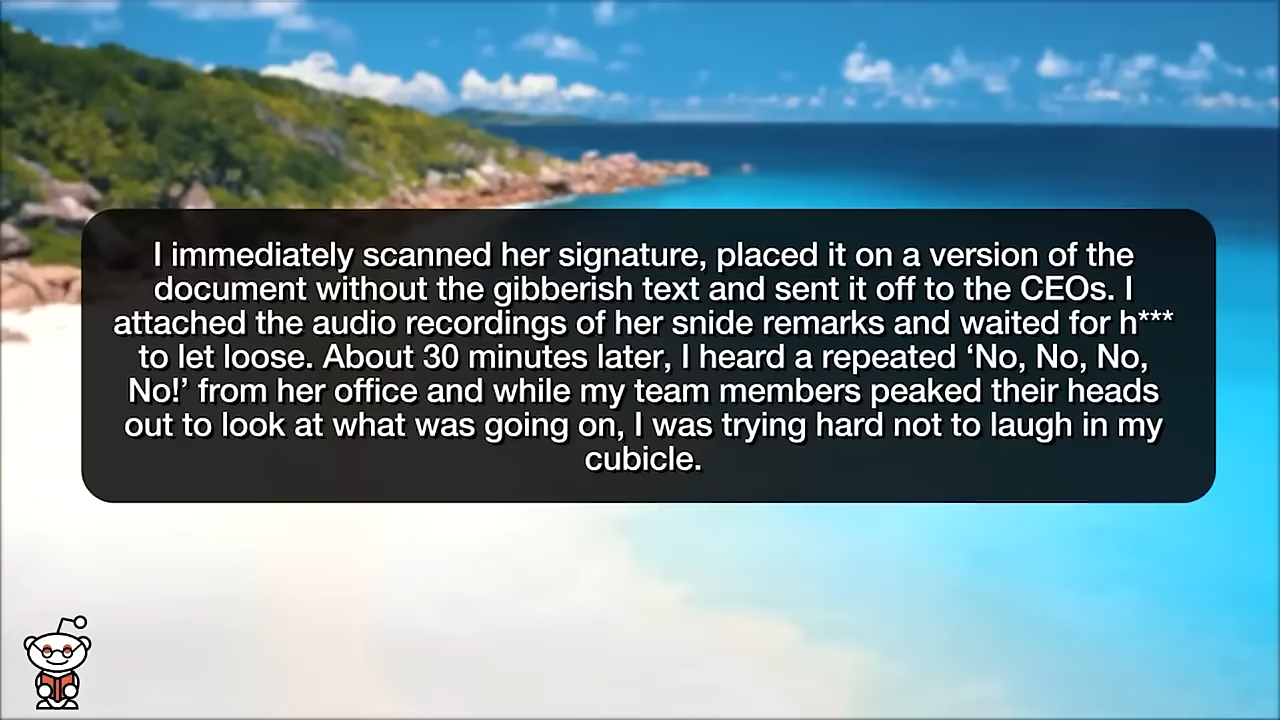 I immediately scanned her signature, placed it on a version of the
document without the gibberish text and sent it off to the CEOs. I
attached the audio recordings of her snide remarks and waited for h***
to let loose. About 30 minutes later, I heard a repeated ‘No, No, No,
No!’ from her office and while my team members peaked their heads
out to look at what was going on, I was trying hard not to laugh in my
cubicle.